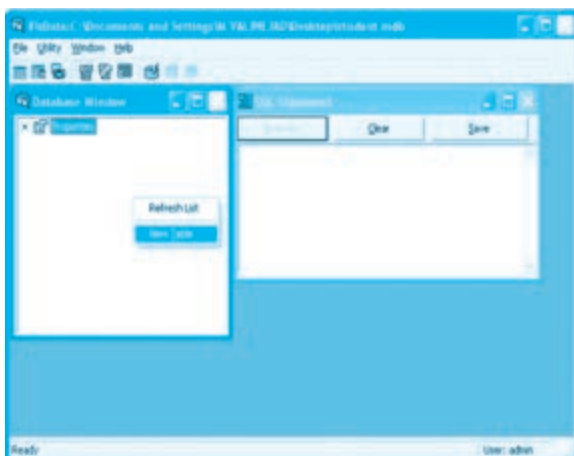 VisData:C:\Documents and Settings\
Desktop\student.mdb
File Utility Window Help
Database Window
Properties
Refresh List
New Table
SQL Statement
Execute Clear Save
Ready User: admin